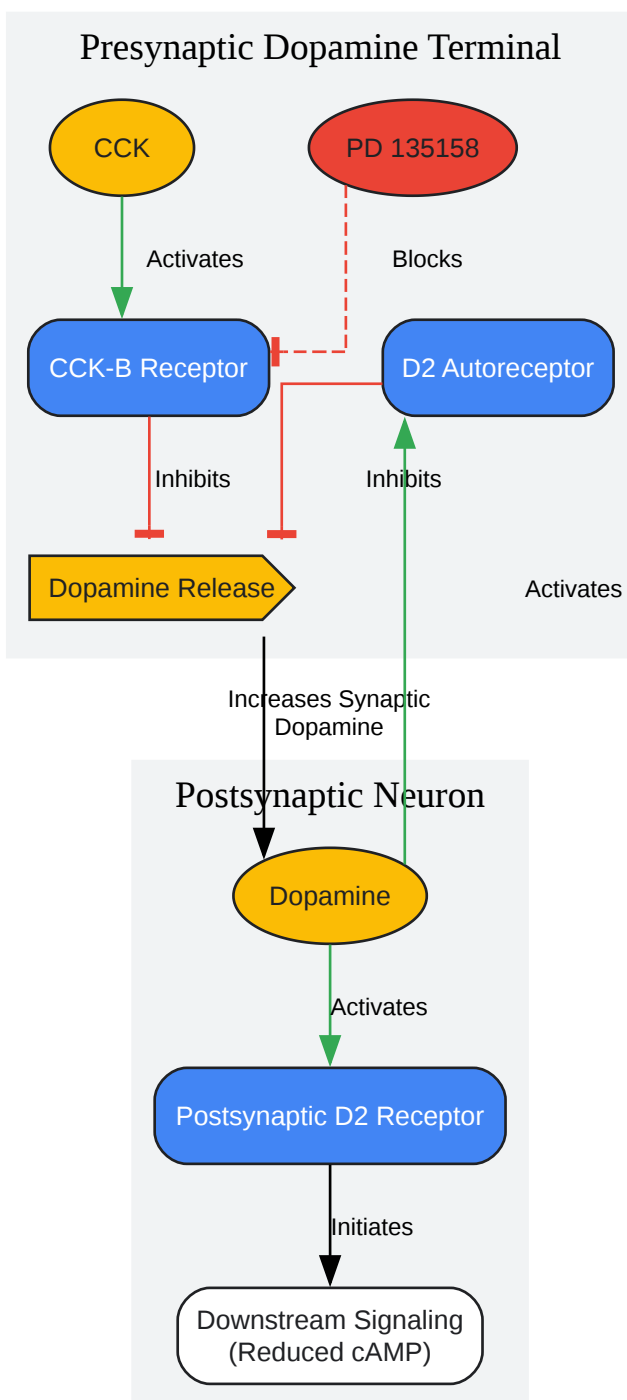 Presynaptic Dopamine Terminal
CCK
PD 135158
Activates
Blocks
CCK-B Receptor
D2 Autoreceptor
Inhibits
Inhibits
Dopamine Release
Activates
Increases Synaptic
Dopamine
Postsynaptic Neuron
Dopamine
Activates
Postsynaptic D2 Receptor
Initiates
Downstream Signaling
(Reduced cAMP)